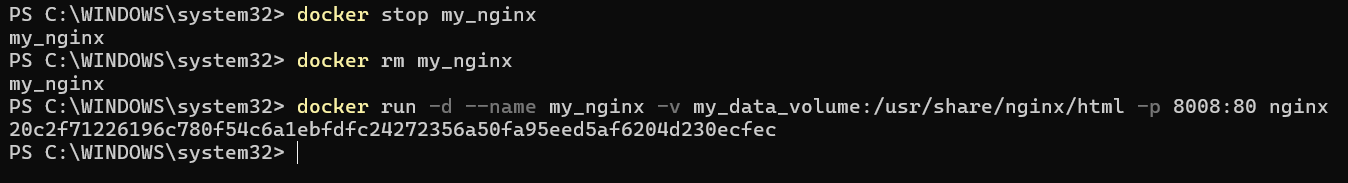 PS C:\WINDOWS\system32> docker stop my_nginx
my_nginx
PS C:\WINDOWS\system32> docker rm my_nginx
my_nginx
PS C:\WINDOWS\system32> docker run -d --name my_nginx -v my_data_volume:/usr/share/nginx/html -p 8008:80 nginx
20c2f71226196c780f54c6a1ebfdfc24272356a50fa95eed5af6204d230ecfec
PS C:\WINDOWS\system32>